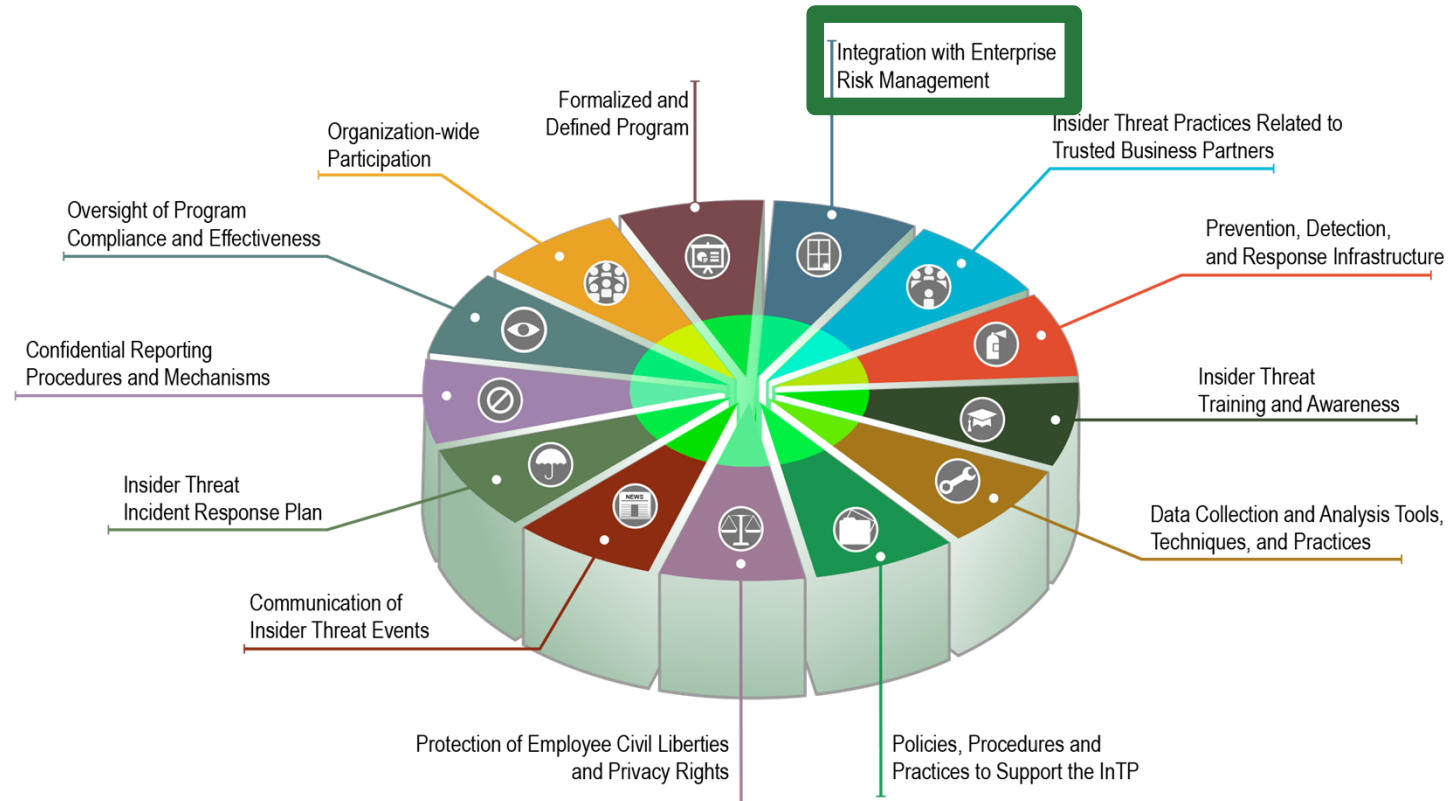 Integration with Enterprise
Risk Management
Formalized and
Defined Program
Insider Threat Practices Related to
Trusted Business Partners
Organization-wide
Participation
Oversight of Program
Compliance and Effectiveness
Prevention, Detection,
and Response Infrastructure
Confidential Reporting
Procedures and Mechanisms
Insider Threat
Training and Awareness
Insider Threat
Incident Response Plan
NEWS
Data Collection and Analysis Tools,
Techniques, and Practices
Communication of
Insider Threat Events
Protection of Employee Civil Liberties
and Privacy Rights
Policies, Procedures and
Practices to Support the InTP